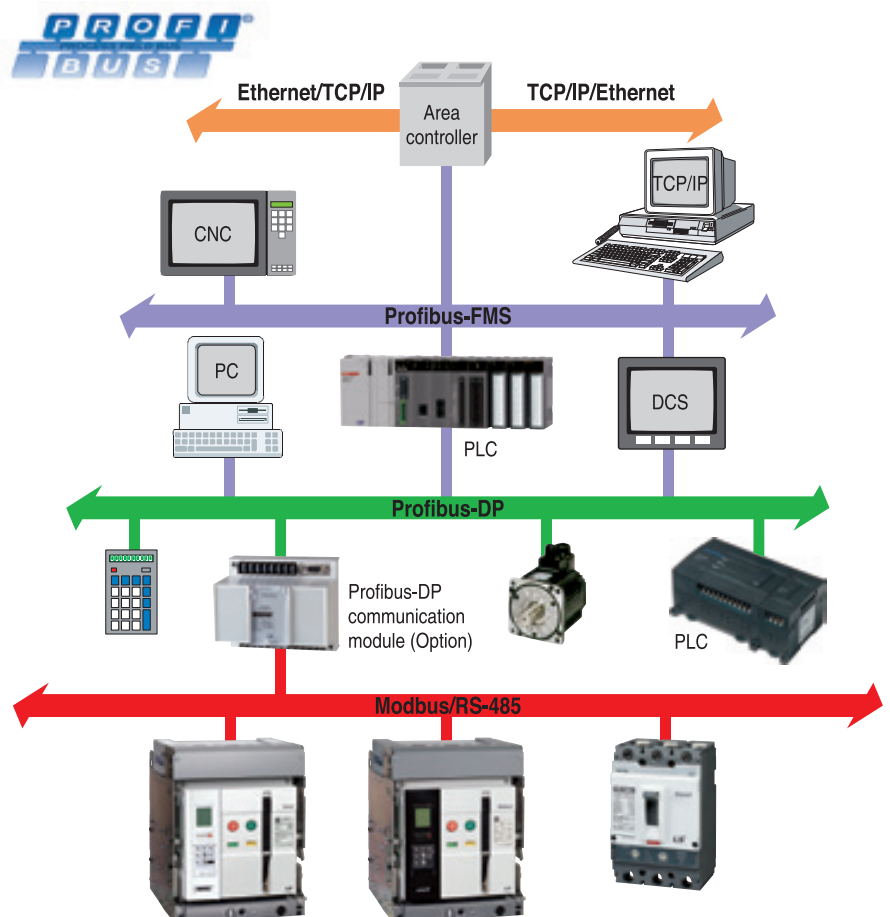 PROFI
PROCESS FIELD BUS
BUS
Ethernet/TCP/IP
TCP/IP/Ethernet
Area
controller
TCP/IP
CNC
Profibus-FMS
PC
DCS
PLC
Profibus-DP
Profibus-DP
communication
module (Option)
PLC
Modbus/RS-485
LS